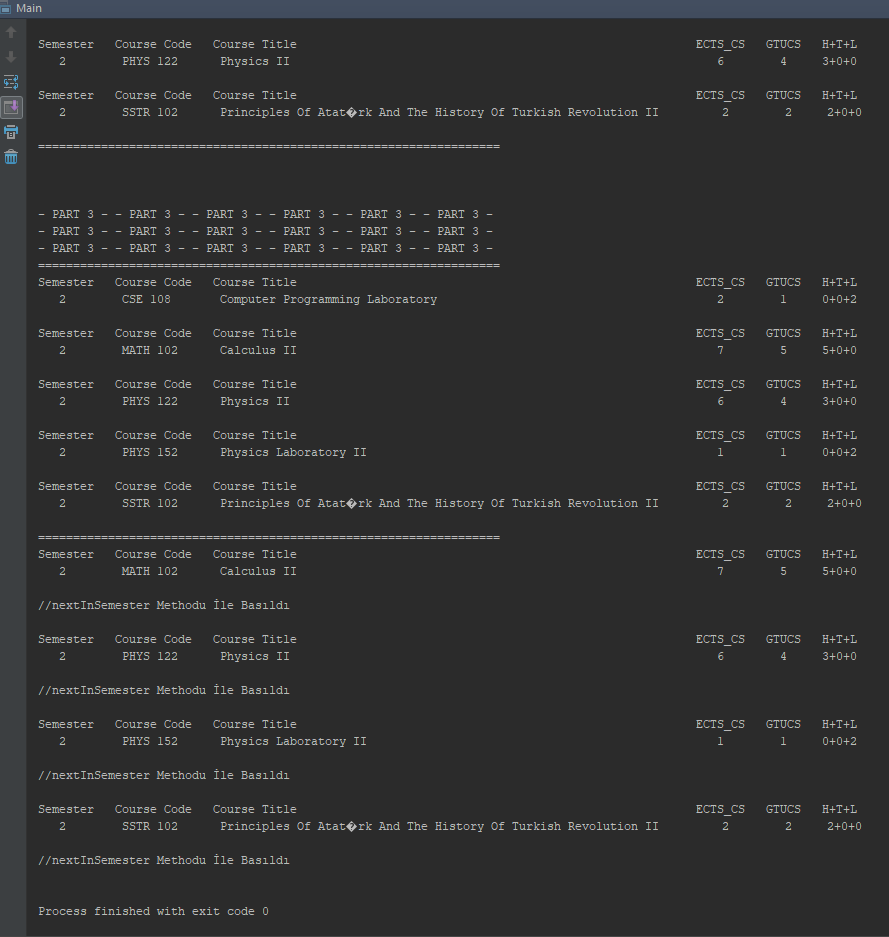 Main
Semester   Course Code   Course Title   ECTS_CS   GTUCS   H+T+L
2   PHYS 122   Physics II   6   4   3+0+0
Semester   Course Code   Course Title   ECTS_CS   GTUCS   H+T+L
2   SSTR 102   Principles Of Atat�rk And The History Of Turkish Revolution II   2   2   2+0+0
==================================================================
- PART 3 - - PART 3 - - PART 3 - - PART 3 - - PART 3 - - PART 3 -
- PART 3 - - PART 3 - - PART 3 - - PART 3 - - PART 3 - - PART 3 -
- PART 3 - - PART 3 - - PART 3 - - PART 3 - - PART 3 - - PART 3 -
==================================================================
Semester   Course Code   Course Title   ECTS_CS   GTUCS   H+T+L
2   CSE 108   Computer Programming Laboratory   2   1   0+0+2
Semester   Course Code   Course Title   ECTS_CS   GTUCS   H+T+L
2   MATH 102   Calculus II   7   5   5+0+0
Semester   Course Code   Course Title   ECTS_CS   GTUCS   H+T+L
2   PHYS 122   Physics II   6   4   3+0+0
Semester   Course Code   Course Title   ECTS_CS   GTUCS   H+T+L
2   PHYS 152   Physics Laboratory II   1   1   0+0+2
Semester   Course Code   Course Title   ECTS_CS   GTUCS   H+T+L
2   SSTR 102   Principles Of Atat�rk And The History Of Turkish Revolution II   2   2   2+0+0
==================================================================
Semester   Course Code   Course Title   ECTS_CS   GTUCS   H+T+L
2   MATH 102   Calculus II   7   5   5+0+0
//nextInSemester Methodu İle Basıldı
Semester   Course Code   Course Title   ECTS_CS   GTUCS   H+T+L
2   PHYS 122   Physics II   6   4   3+0+0
//nextInSemester Methodu İle Basıldı
Semester   Course Code   Course Title   ECTS_CS   GTUCS   H+T+L
2   PHYS 152   Physics Laboratory II   1   1   0+0+2
//nextInSemester Methodu İle Basıldı
Semester   Course Code   Course Title   ECTS_CS   GTUCS   H+T+L
2   SSTR 102   Principles Of Atat�rk And The History Of Turkish Revolution II   2   2   2+0+0
//nextInSemester Methodu İle Basıldı
Process finished with exit code 0